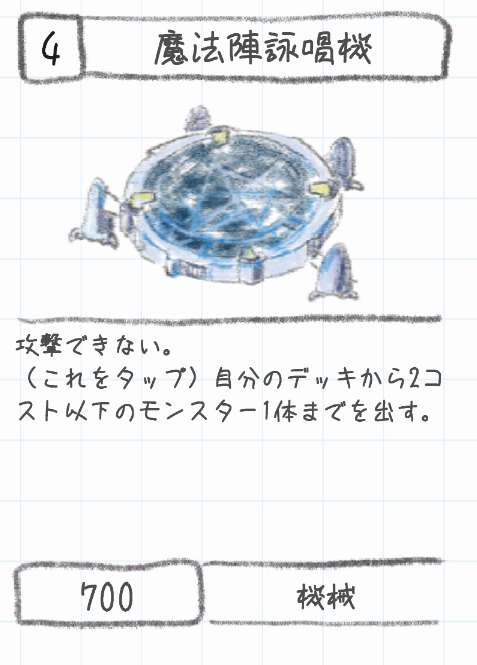 4
魔法陣詠唱機
攻撃できない。
（これをタップ）自分のデッキから2コ
スト以下のモンスター1体までを出す。
700
機械